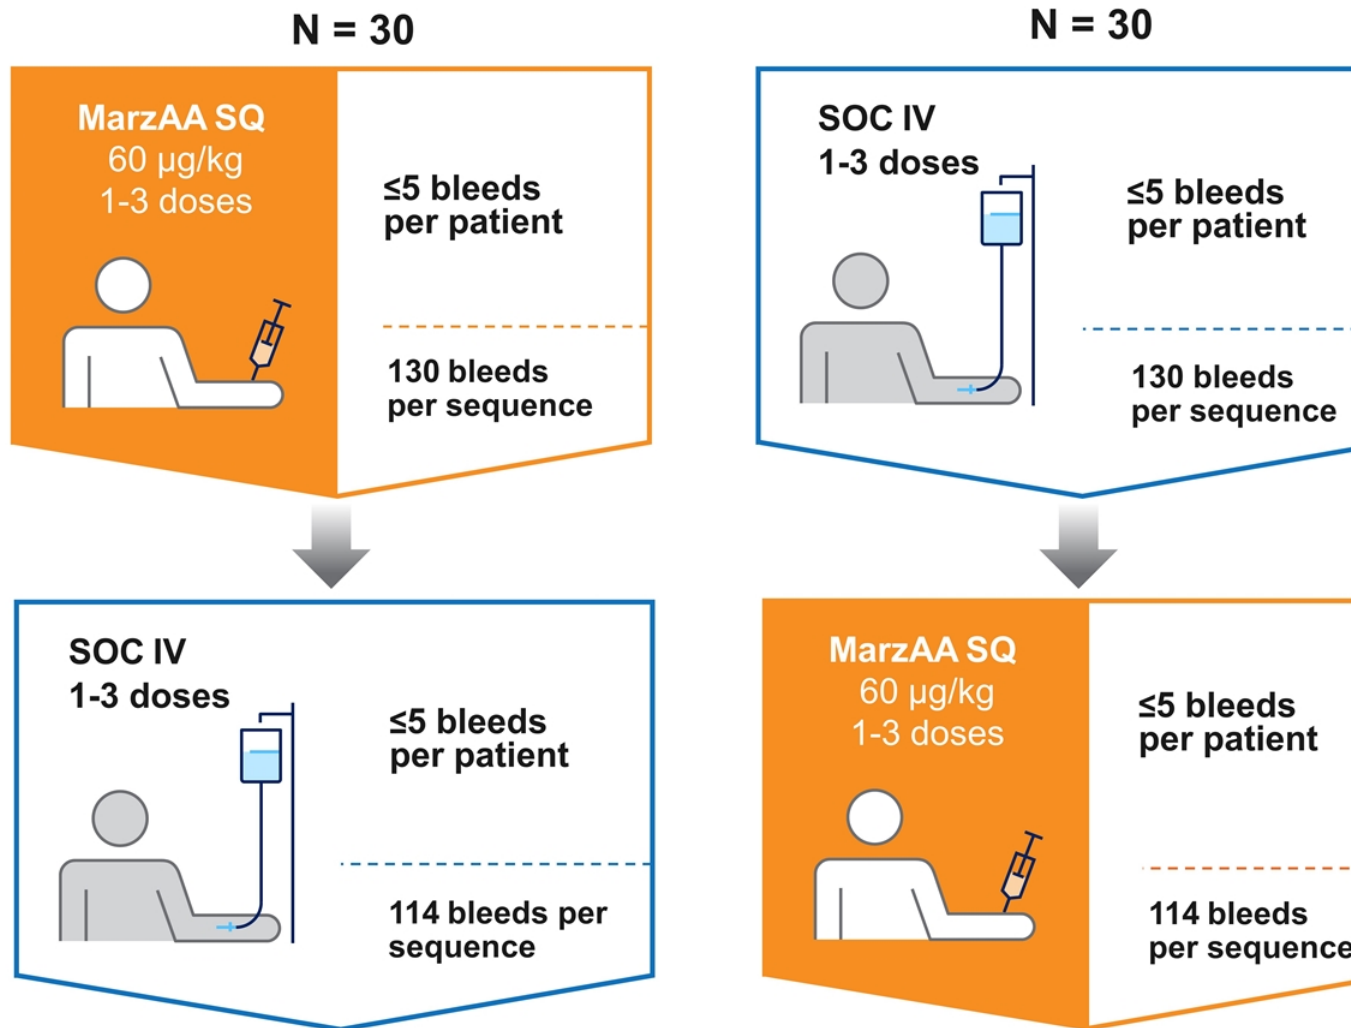 N = 30
MarzAA SQ
60 µg/kg
1-3 doses
≤5 bleeds
per patient
130 bleeds
per sequence
N = 30
SOC IV
1-3 doses
≤5 bleeds
per patient
130 bleeds
per sequence
SOC IV
1-3 doses
≤5 bleeds
per patient
114 bleeds per
sequence
MarzAA SQ
60 µg/kg
1-3 doses
≤5 bleeds
per patient
114 bleeds
per sequence